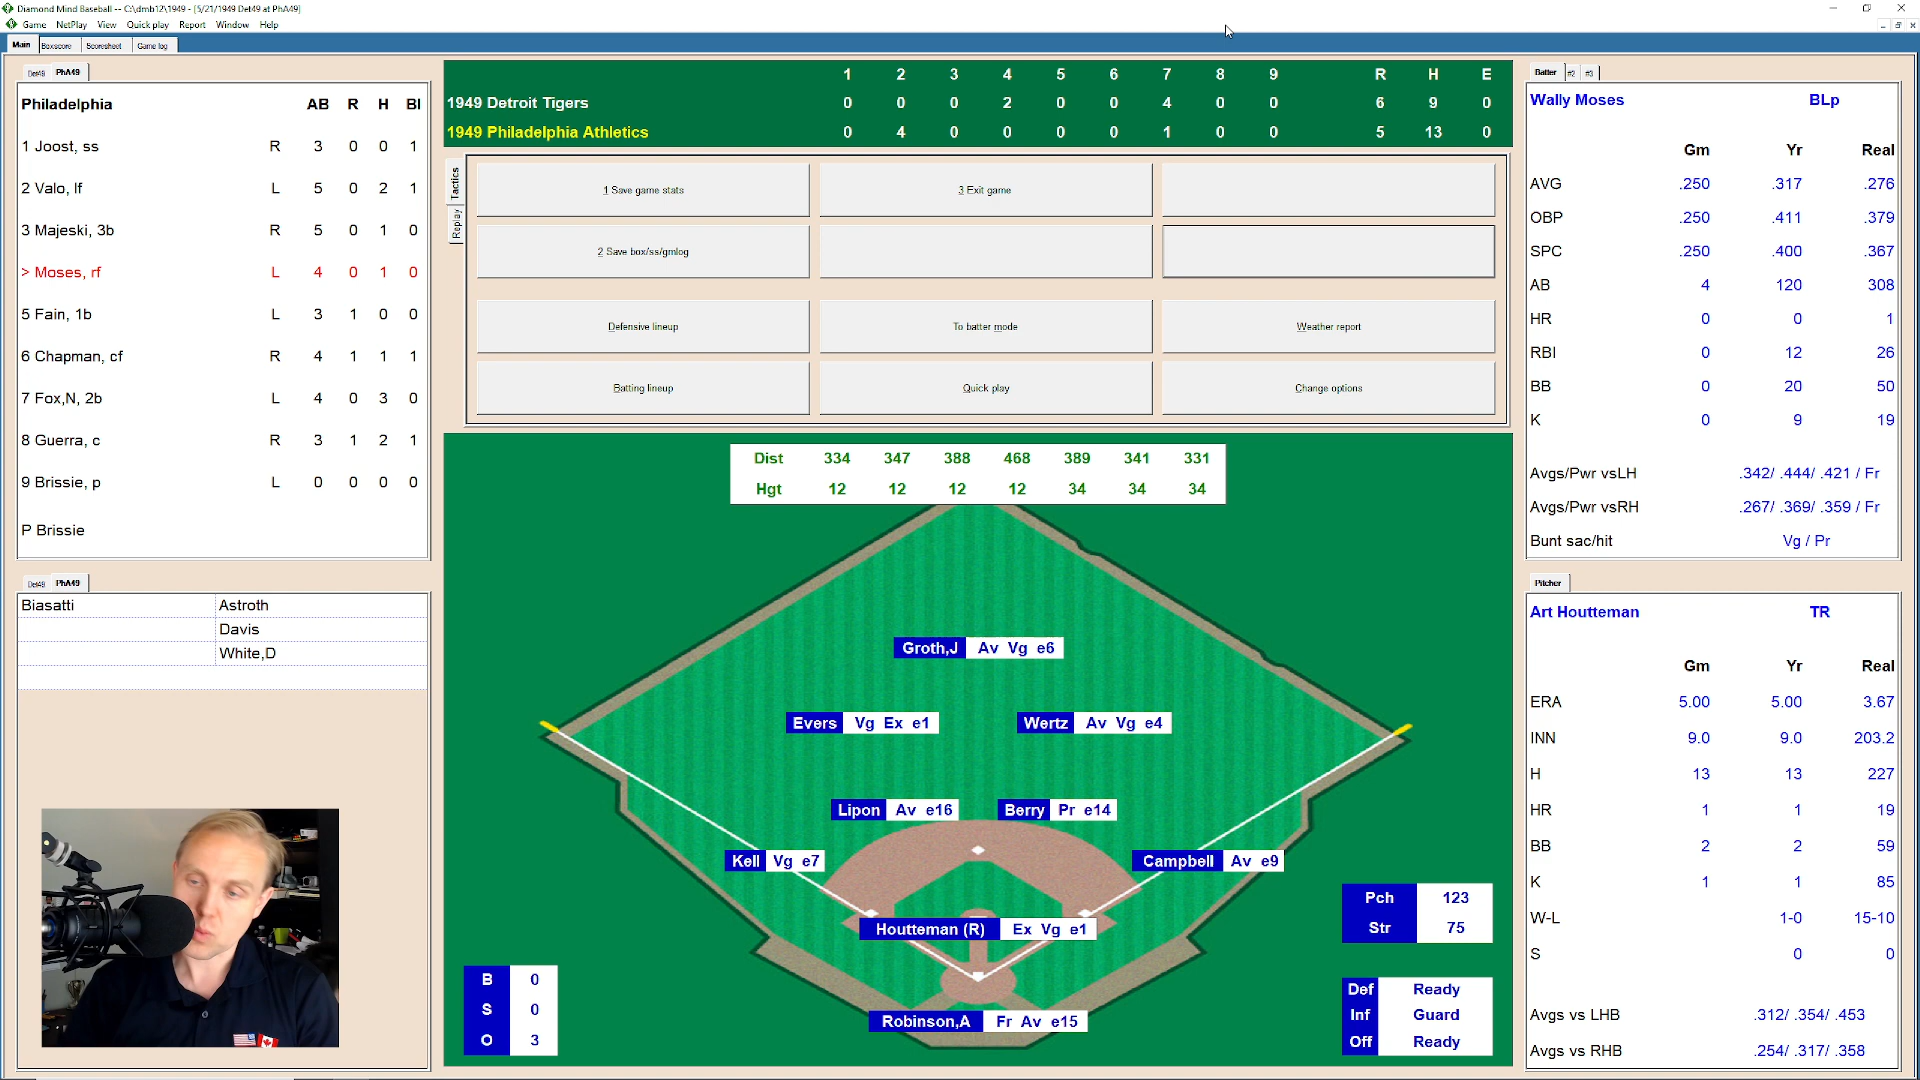 Diamond Mind Baseball -- C:\dmb12\1949 - [5/21/1949 Det49 at PhA49]
Game NetPlay View Quick play Report Window Help
Main Boxscore Scoresheet Game log
Det49 PhA49
Philadelphia AB R H BI
1 Joost, ss R 3 0 0 1
2 Valo, lf L 5 0 2 1
3 Majeski, 3b R 5 0 1 0
> Moses, rf L 4 0 1 0
5 Fain, 1b L 3 1 0 0
6 Chapman, cf R 4 1 1 1
7 Fox,N, 2b L 4 0 3 0
8 Guerra, c R 3 1 2 1
9 Brissie, p L 0 0 0 0
P Brissie
Det49 PhA49
Biasatti Astroth
Davis
White,D
1 2 3 4 5 6 7 8 9 R H E
1949 Detroit Tigers 0 0 0 2 0 0 4 0 0 6 9 0
1949 Philadelphia Athletics 0 4 0 0 0 0 1 0 0 5 13 0
Tactics
Replay
1 Save game stats 3 Exit game
2 Save box/ss/gmlog
Defensive lineup To batter mode Weather report
Batting lineup Quick play Change options
Dist 334 347 388 468 389 341 331
Hgt 12 12 12 12 34 34 34
Groth,J Av Vg e6
Evers Vg Ex e1
Wertz Av Vg e4
Lipon Av e16
Berry Pr e14
Kell Vg e7
Campbell Av e9
Houtteman (R) Ex Vg e1
Robinson,A Fr Av e15
B 0
S 0
O 3
Pch 123
Str 75
Def Ready
Inf Guard
Off Ready
Batter #2 #3
Wally Moses BLp
Gm Yr Real
AVG .250 .317 .276
OBP .250 .411 .379
SPC .250 .400 .367
AB 4 120 308
HR 0 0 1
RBI 0 12 26
BB 0 20 50
K 0 9 19
Avgs/Pwr vsLH .342/ .444/ .421 / Fr
Avgs/Pwr vsRH .267/ .369/ .359 / Fr
Bunt sac/hit Vg / Pr
Pitcher
Art Houtteman TR
Gm Yr Real
ERA 5.00 5.00 3.67
INN 9.0 9.0 203.2
H 13 13 227
HR 1 1 19
BB 2 2 59
K 1 1 85
W-L 1-0 15-10
S 0 0
Avgs vs LHB .312/ .354/ .453
Avgs vs RHB .254/ .317/ .358